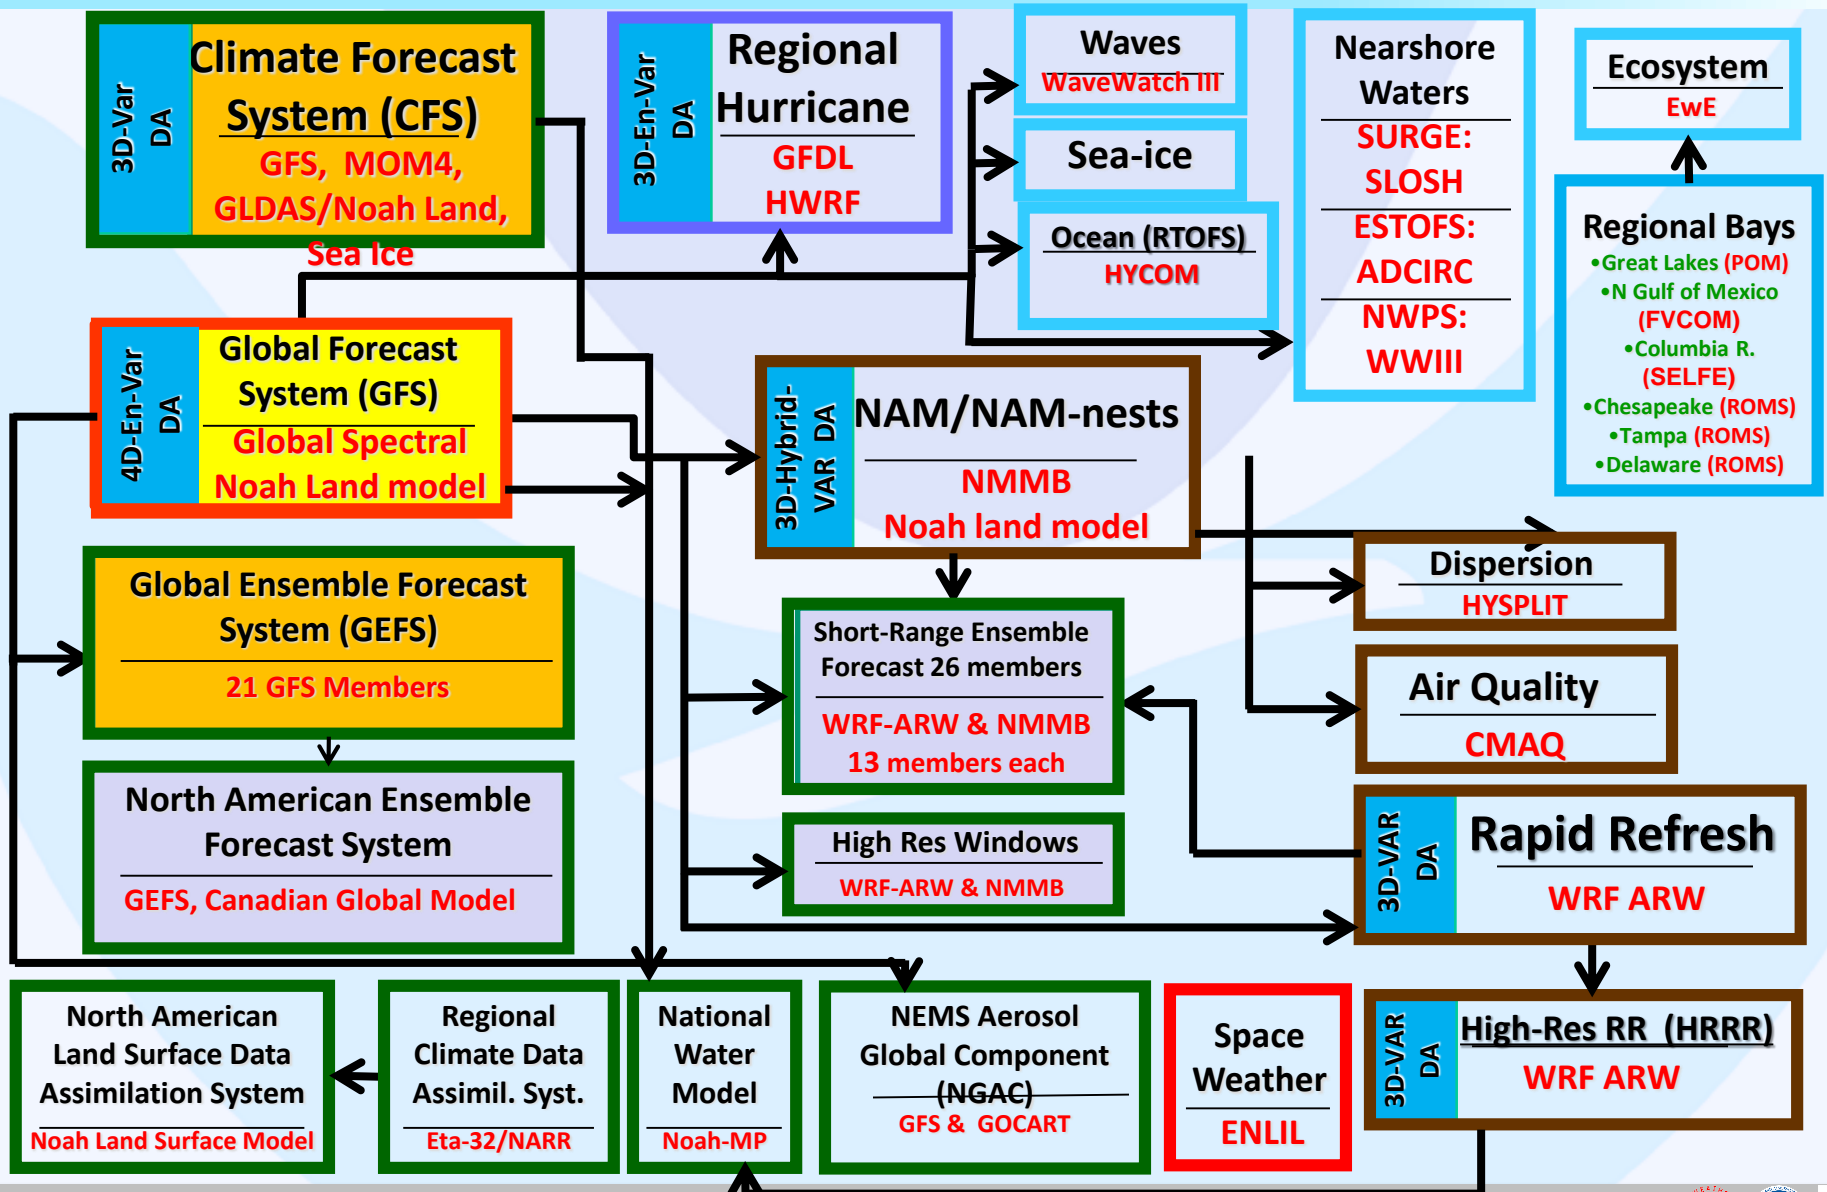 3D-Var
DA
Climate Forecast
System (CFS)
GFS, MOM4,
GLDAS/Noah Land,
Sea Ice
3D-En-Var
DA
Regional
Hurricane
GFDL
HWRF
Waves
WaveWatch III
Sea-ice
Ocean (RTOFS)
HYCOM
Nearshore
Waters
SURGE:
SLOSH
ESTOFS:
ADCIRC
NWPS:
WWIII
Ecosystem
EwE
Regional Bays
•Great Lakes (POM)
•N Gulf of Mexico
(FVCOM)
•Columbia R.
(SELFE)
•Chesapeake (ROMS)
•Tampa (ROMS)
•Delaware (ROMS)
4D-En-Var
DA
Global Forecast
System (GFS)
Global Spectral
Noah Land model
3D-Hybrid-
VAR DA
NAM/NAM-nests
NMMB
Noah land model
Global Ensemble Forecast
System (GEFS)
21 GFS Members
Short-Range Ensemble
Forecast 26 members
WRF-ARW & NMMB
13 members each
Dispersion
HYSPLIT
Air Quality
CMAQ
North American Ensemble
Forecast System
GEFS, Canadian Global Model
High Res Windows
WRF-ARW & NMMB
3D-VAR
DA
Rapid Refresh
WRF ARW
North American
Land Surface Data
Assimilation System
Noah Land Surface Model
Regional
Climate Data
Assimil. Syst.
Eta-32/NARR
National
Water
Model
Noah-MP
NEMS Aerosol
Global Component
(NGAC)
GFS & GOCART
Space
Weather
ENLIL
3D-VAR
DA
High-Res RR (HRRR)
WRF ARW